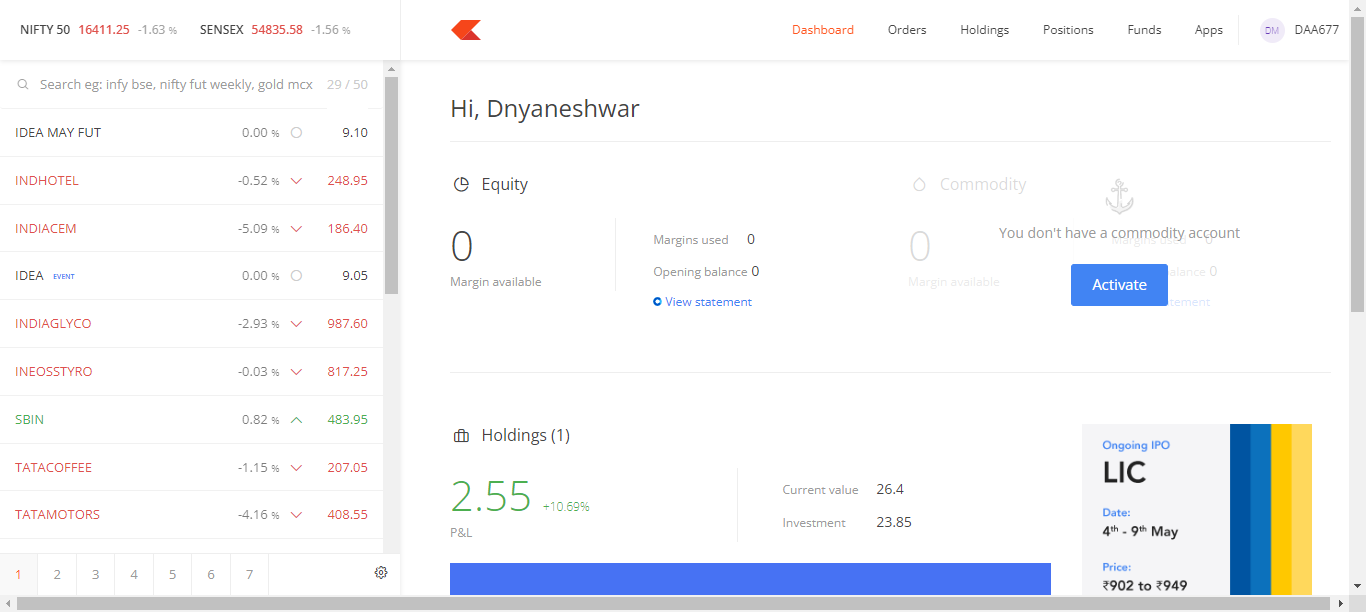 NIFTY 50 16411.25 -1.63 % SENSEX 54835.58 -1.56 %
Dashboard Orders Holdings Positions Funds Apps DM DAA677
Search eg: infy bse, nifty fut weekly, gold mcx 29 / 50
IDEA MAY FUT 0.00 % 9.10
INDHOTEL -0.52 % 248.95
INDIACEM -5.09 % 186.40
IDEA EVENT 0.00 % 9.05
INDIAGLYCO -2.93 % 987.60
INEOSSTYRO -0.03 % 817.25
SBIN 0.82 % 483.95
TATACOFFEE -1.15 % 207.05
TATAMOTORS -4.16 % 408.55
1 2 3 4 5 6 7
Hi, Dnyaneshwar
Equity
0
Margin available
Margins used 0
Opening balance 0
View statement
Commodity
0
Margin available
You don't have a commodity account
Margins used 0
alance 0
tement
Activate
Holdings (1)
2.55 +10.69%
P&L
Current value 26.4
Investment 23.85
Ongoing IPO
LIC
Date:
4th - 9th May
Price:
₹902 to ₹949